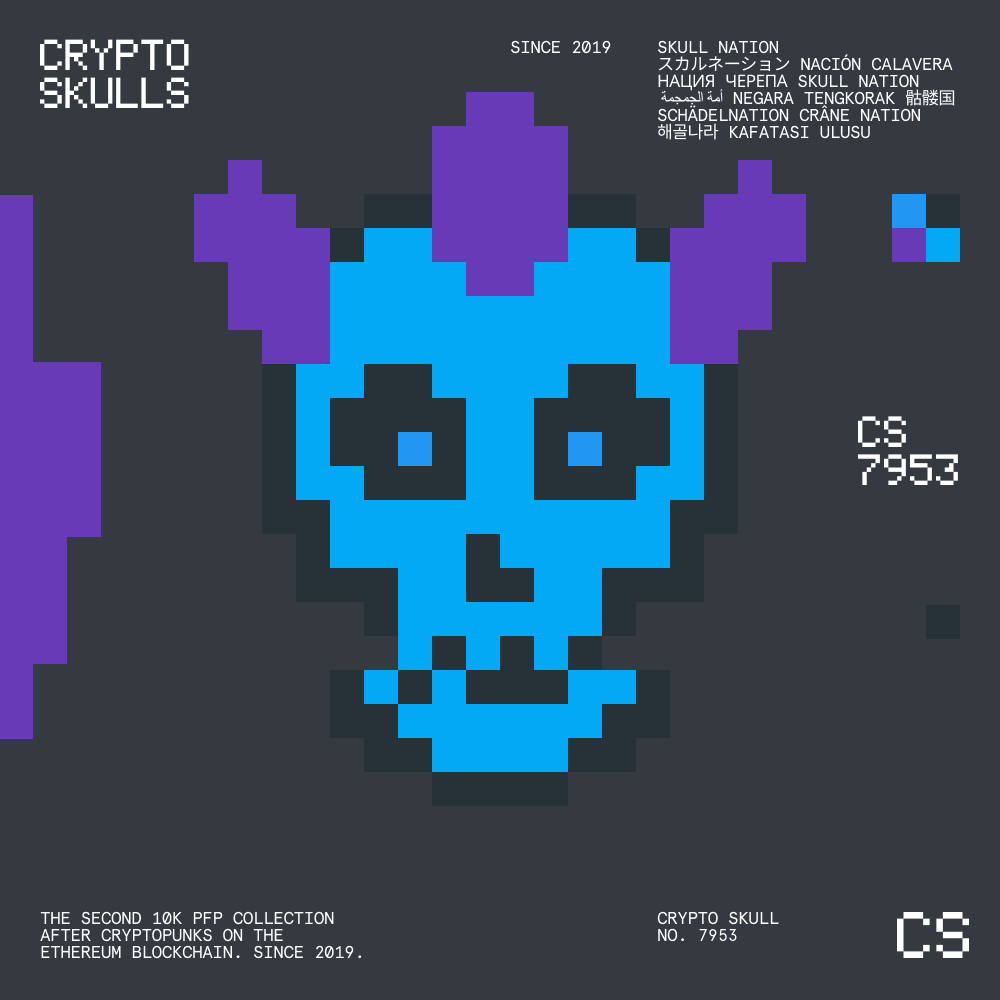 CRYPTO
SKULLS
SINCE 2019
SKULL NATION
スカルネーション NACIÓN CALAVERA
НАЦИЯ ЧЕРЕПА SKULL NATION
أمة الجمجمة NEGARA TENGKORAK 骷髅国
SCHÄDELNATION CRÂNE NATION
해골나라 KAFATASI ULUSU
CS
7953
THE SECOND 10K PFP COLLECTION
AFTER CRYPTOPUNKS ON THE
ETHEREUM BLOCKCHAIN. SINCE 2019.
CRYPTO SKULL
NO. 7953
CS